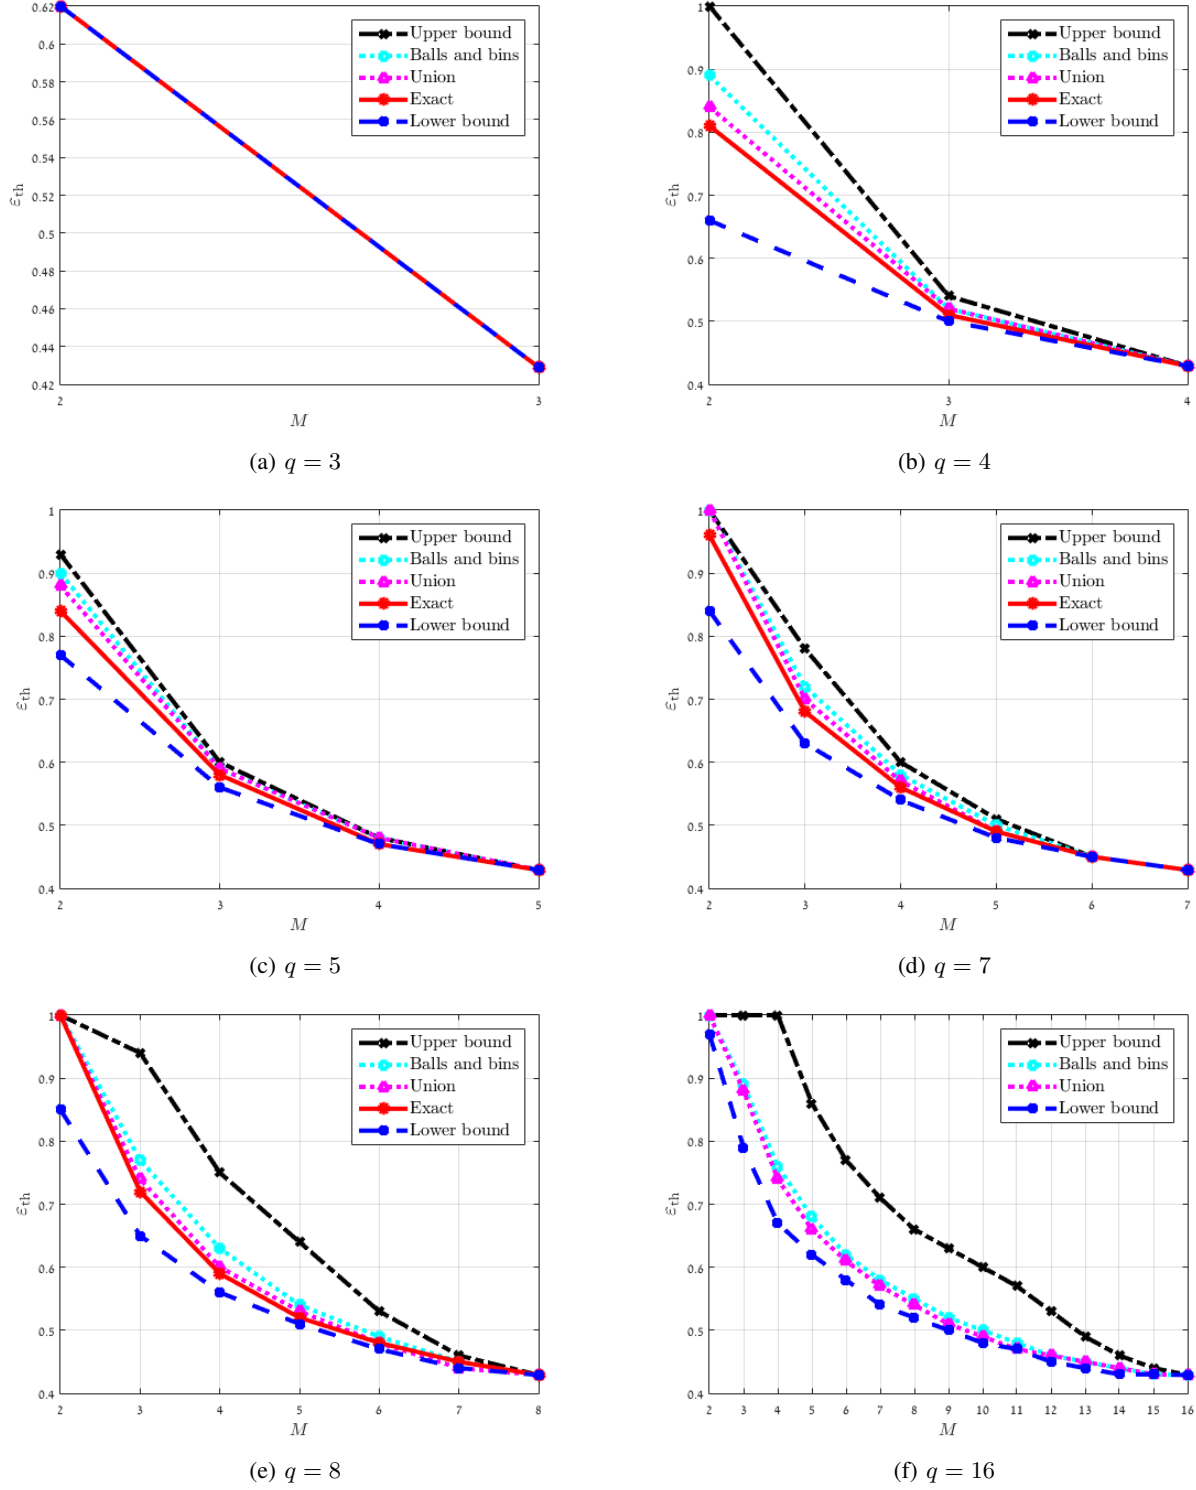 0.62
0.6
0.58
0.56
0.54
0.52
0.5
0.48
0.46
0.44
0.42
ε_th
Upper bound
Balls and bins
Union
Exact
Lower bound
2 3
M
(a) q = 3
1
0.9
0.8
0.7
0.6
0.5
0.4
ε_th
Upper bound
Balls and bins
Union
Exact
Lower bound
2 3 4
M
(b) q = 4
1
0.9
0.8
0.7
0.6
0.5
0.4
ε_th
Upper bound
Balls and bins
Union
Exact
Lower bound
2 3 4 5
M
(c) q = 5
1
0.9
0.8
0.7
0.6
0.5
0.4
ε_th
Upper bound
Balls and bins
Union
Exact
Lower bound
2 3 4 5 6 7
M
(d) q = 7
1
0.9
0.8
0.7
0.6
0.5
0.4
ε_th
Upper bound
Balls and bins
Union
Exact
Lower bound
2 3 4 5 6 7 8
M
(e) q = 8
1
0.9
0.8
0.7
0.6
0.5
0.4
ε_th
Upper bound
Balls and bins
Union
Lower bound
2 3 4 5 6 7 8 9 10 11 12 13 14 15 16
M
(f) q = 16